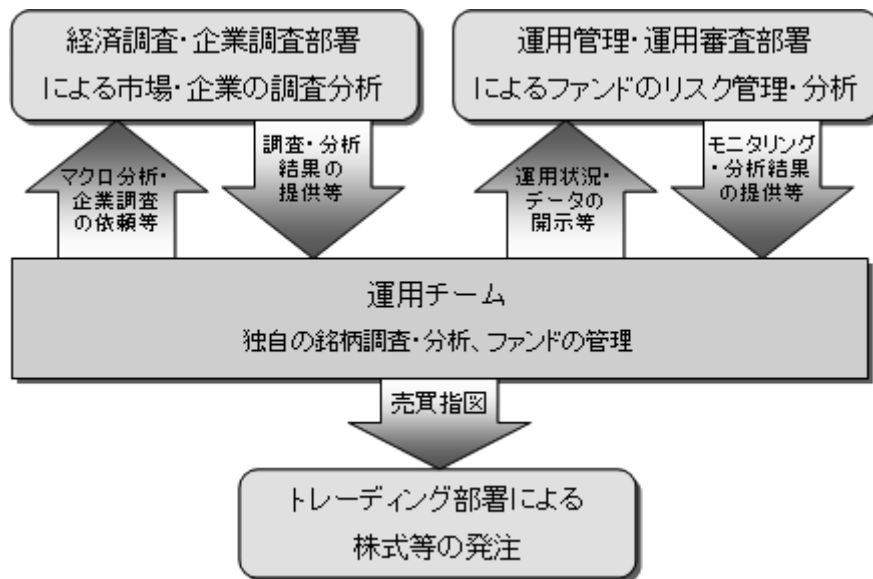 経済調査・企業調査部署
による市場・企業の調査分析
運用管理・運用審査部署
によるファンドのリスク管理・分析
マクロ分析・
企業調査
の依頼等
調査・分析
結果の
提供等
運用状況・
データの
開示等
モニタリング
・分析結果
の提供等
運用チーム
独自の銘柄調査・分析、ファンドの管理
売買指図
トレーディング部署による
株式等の発注